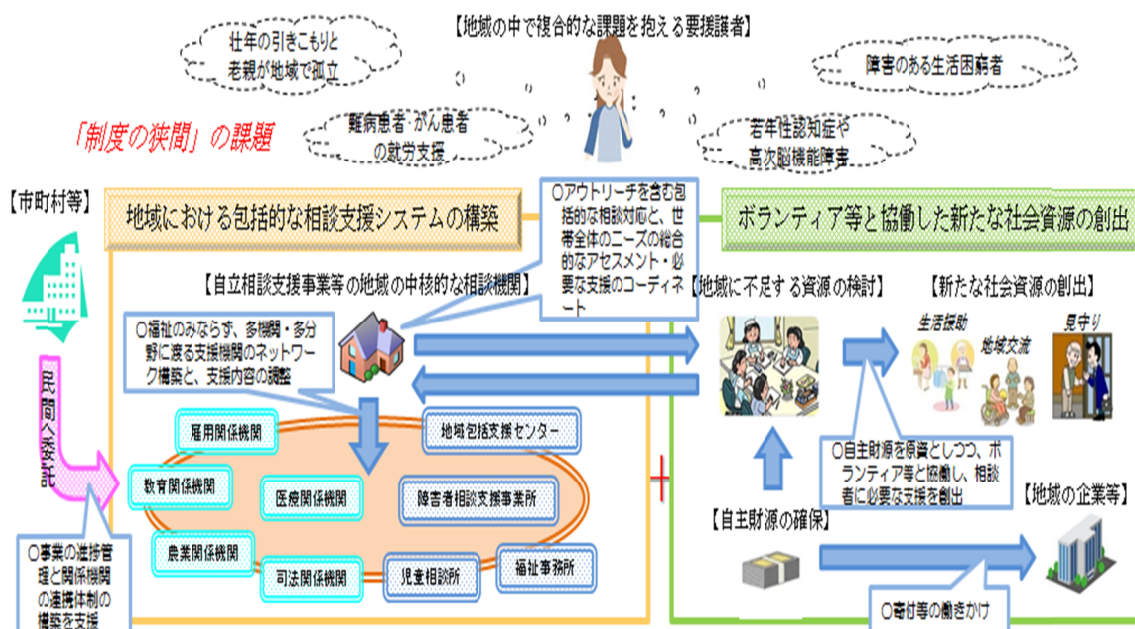 【地域の中で複合的な課題を抱える要援護者】
壮年の引きこもりと
老親が地域で孤立
障害のある生活困窮者
「制度の狭間」の課題
難病患者・がん患者
の就労支援
若年性認知症や
高次脳機能障害
【市町村等】
地域における包括的な相談支援システムの構築
○アウトリーチを含む包
括的な相談対応と、世
帯全体のニーズの総合
的なアセスメント・必
要な支援のコーディネ
ート
ボランティア等と協働した新たな社会資源の創出
【自立相談支援事業等の地域の中核的な相談機関】
【地域に不足する資源の検討】
【新たな社会資源の創出】
○福祉のみならず、多機関・多分
野に渡る支援機関のネットワー
ク構築と、支援内容の調整
生活援助
地域交流
見守り
民間へ委託
雇用関係機関
地域包括支援センター
教育関係機関
医療関係機関
障害者相談支援事業所
農業関係機関
司法関係機関
児童相談所
福祉事務所
○事業の進捗管
理と関係機関
の連携体制の
構築を支援
+
○自主財源を原資としつつ、ボ
ランティア等と協働し、相談
者に必要な支援を創出
【自主財源の確保】
【地域の企業等】
○寄付等の働きかけ